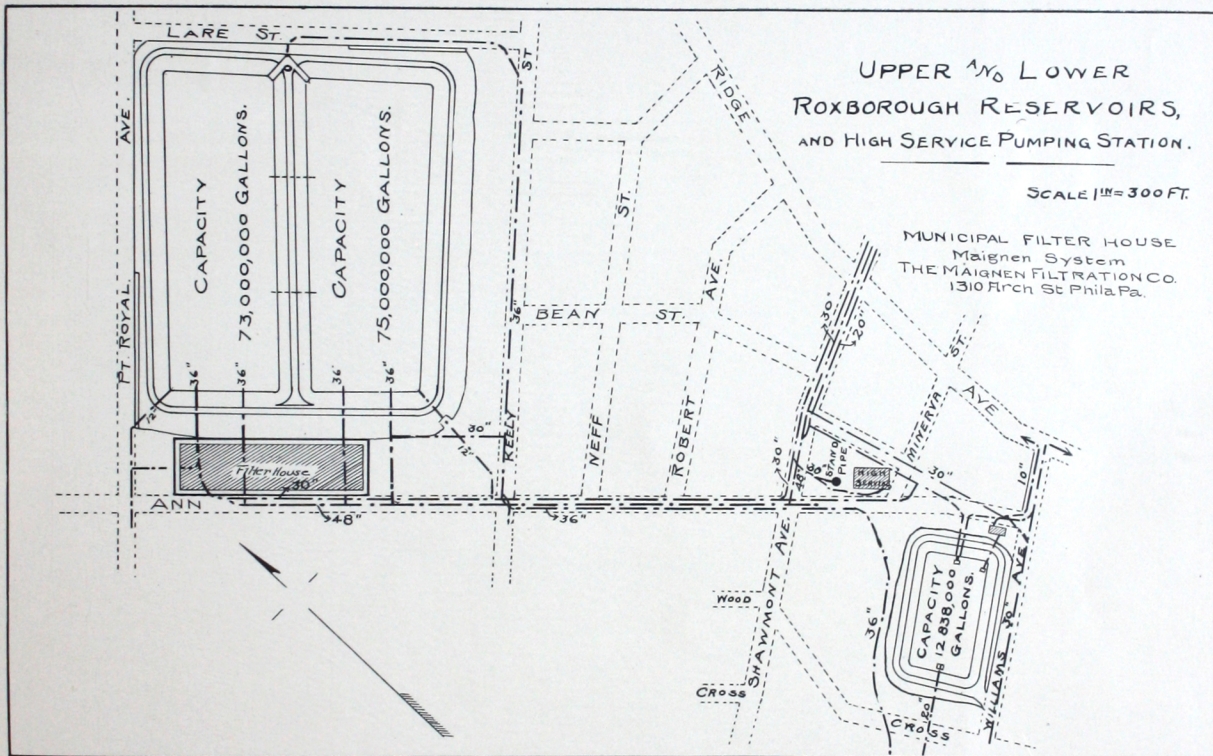 UPPER AND LOWER
ROXBOROUGH RESERVOIRS,
AND HIGH SERVICE PUMPING STATION.
SCALE 1IN=300 FT.
MUNICIPAL FILTER HOUSE
Maignen System
THE MAIGNEN FILTRATION CO.
1310 Arch St Phila Pa.
LARE ST.
PT. ROYAL. AVE.
CAPACITY
73,000,000 GALLONS.
CAPACITY
75,000,000 GALLONS.
36"
36"
36"
36"
12"
12"
30"
Filter House
30"
ANN
48"
36"
KEELY ST
36"
BEAN ST.
NEFF ST.
ROBERT AVE.
RIDGE AVE
MINERVA ST.
30"
20"
30"
48"
30"
16"
STAND PIPE
HIGH SERVICE
30"
10"
SHAWMONT AVE.
WOOD
CROSS
36"
CAPACITY
12 838,000
GALLONS.
20"
CROSS
WILLIAMS AVE
30"